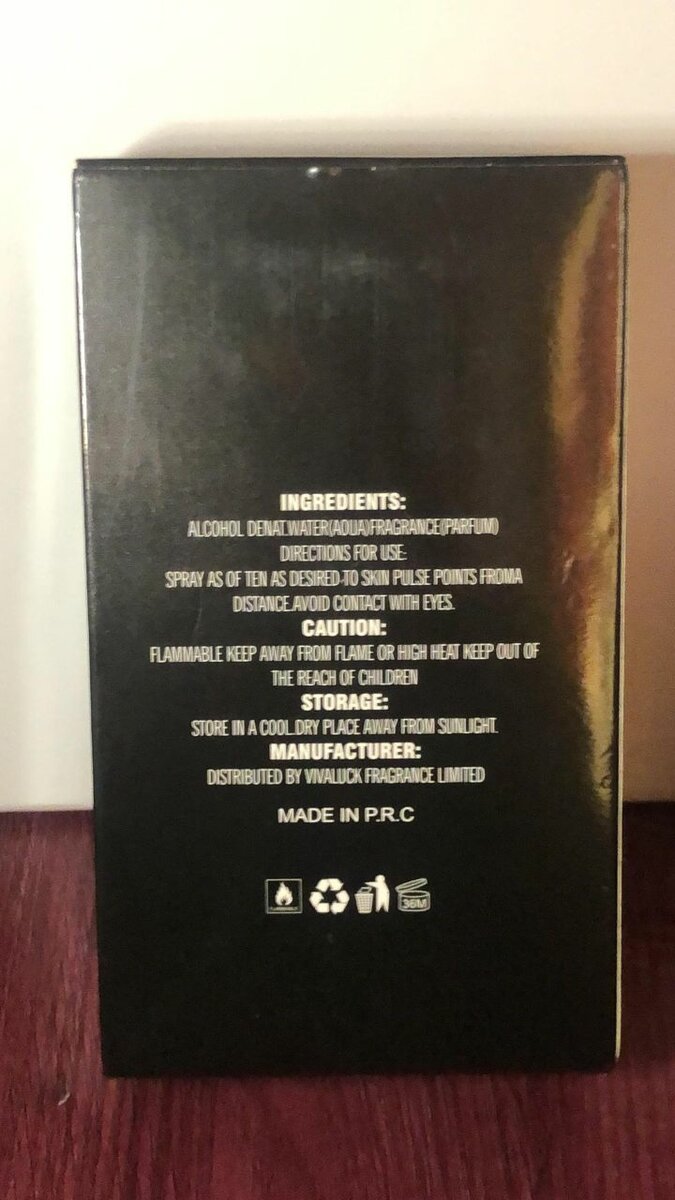 INGREDIENTS:
ALCOHOL DENAT.WATER(AQUA)FRAGRANCE(PARFUM)
DIRECTIONS FOR USE:
SPRAY AS OF TEN AS DESIRED-TO SKIN PULSE POINTS FROMA
DISTANCE.AVOID CONTACT WITH EYES.
CAUTION:
FLAMMABLE KEEP AWAY FROM FLAME OR HIGH HEAT KEEP OUT OF
THE REACH OF CHILDREN
STORAGE:
STORE IN A COOL.DRY PLACE AWAY FROM SUNLIGHT.
MANUFACTURER:
DISTRIBUTED BY VIVALUCK FRAGRANCE LIMITED
MADE IN P.R.C
36M